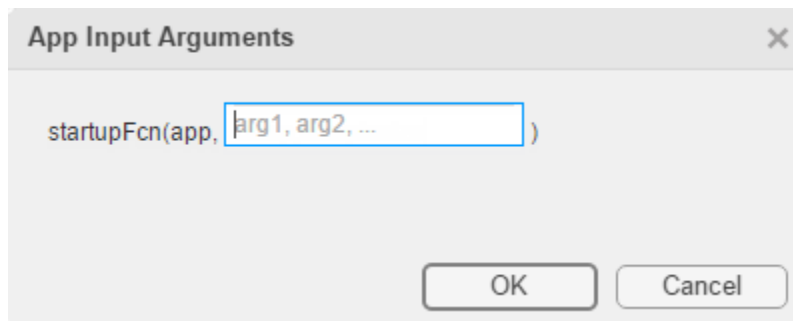 App Input Arguments
startupFcn(app, arg1, arg2, ... )
OK Cancel